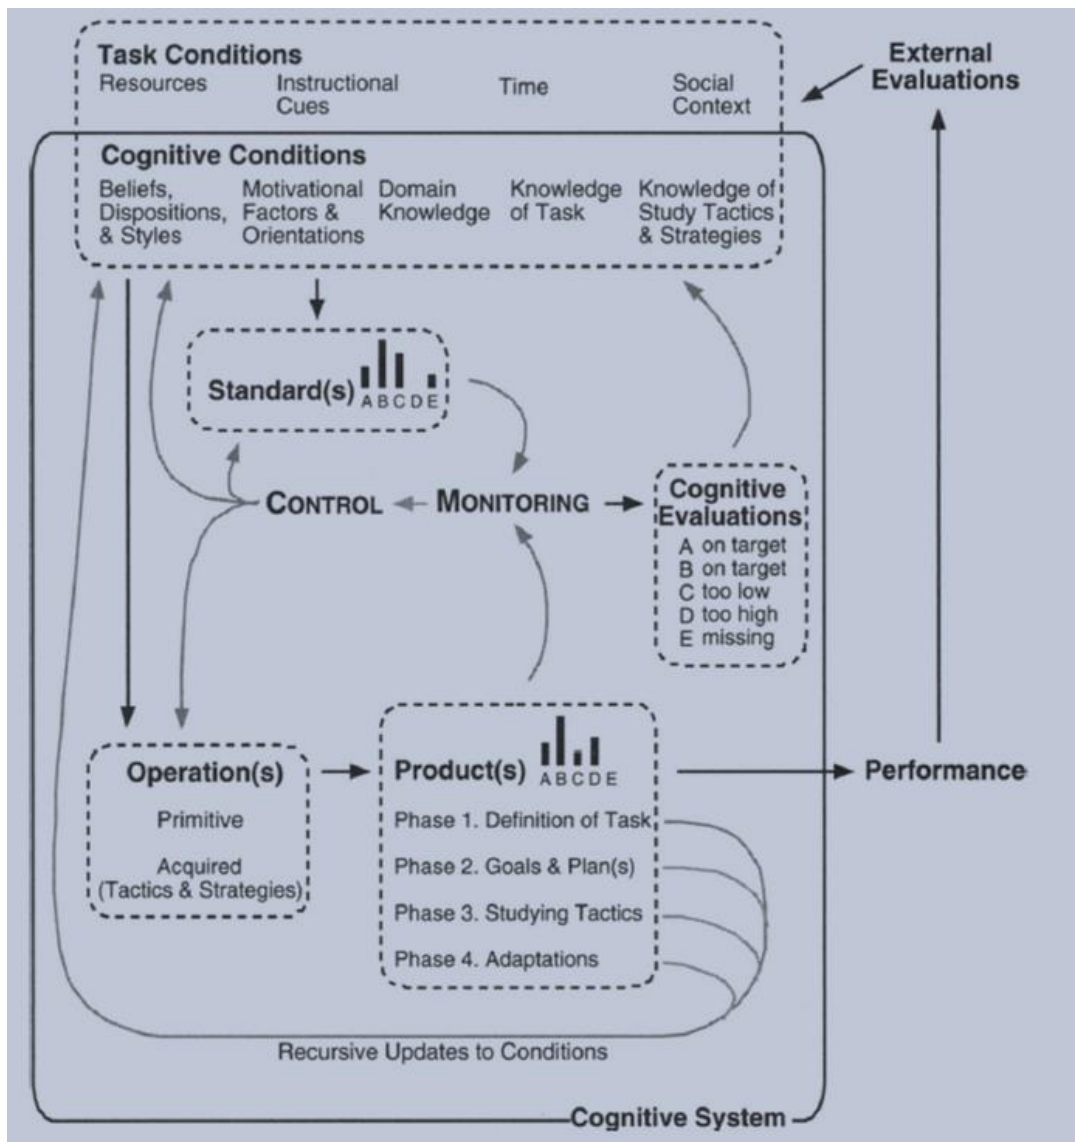 Task Conditions
Resources
Instructional
Cues
Time
Social
Context
External
Evaluations
Cognitive Conditions
Beliefs,
Dispositions,
& Styles
Motivational
Factors &
Orientations
Domain
Knowledge
Knowledge
of Task
Knowledge of
Study Tactics
& Strategies
Standard(s)
A B C D E
CONTROL
MONITORING
Cognitive
Evaluations
A on target
B on target
C too low
D too high
E missing
Operation(s)
Primitive
Acquired
(Tactics & Strategies)
Product(s)
A B C D E
Phase 1. Definition of Task
Phase 2. Goals & Plan(s)
Phase 3. Studying Tactics
Phase 4. Adaptations
Performance
Recursive Updates to Conditions
Cognitive System